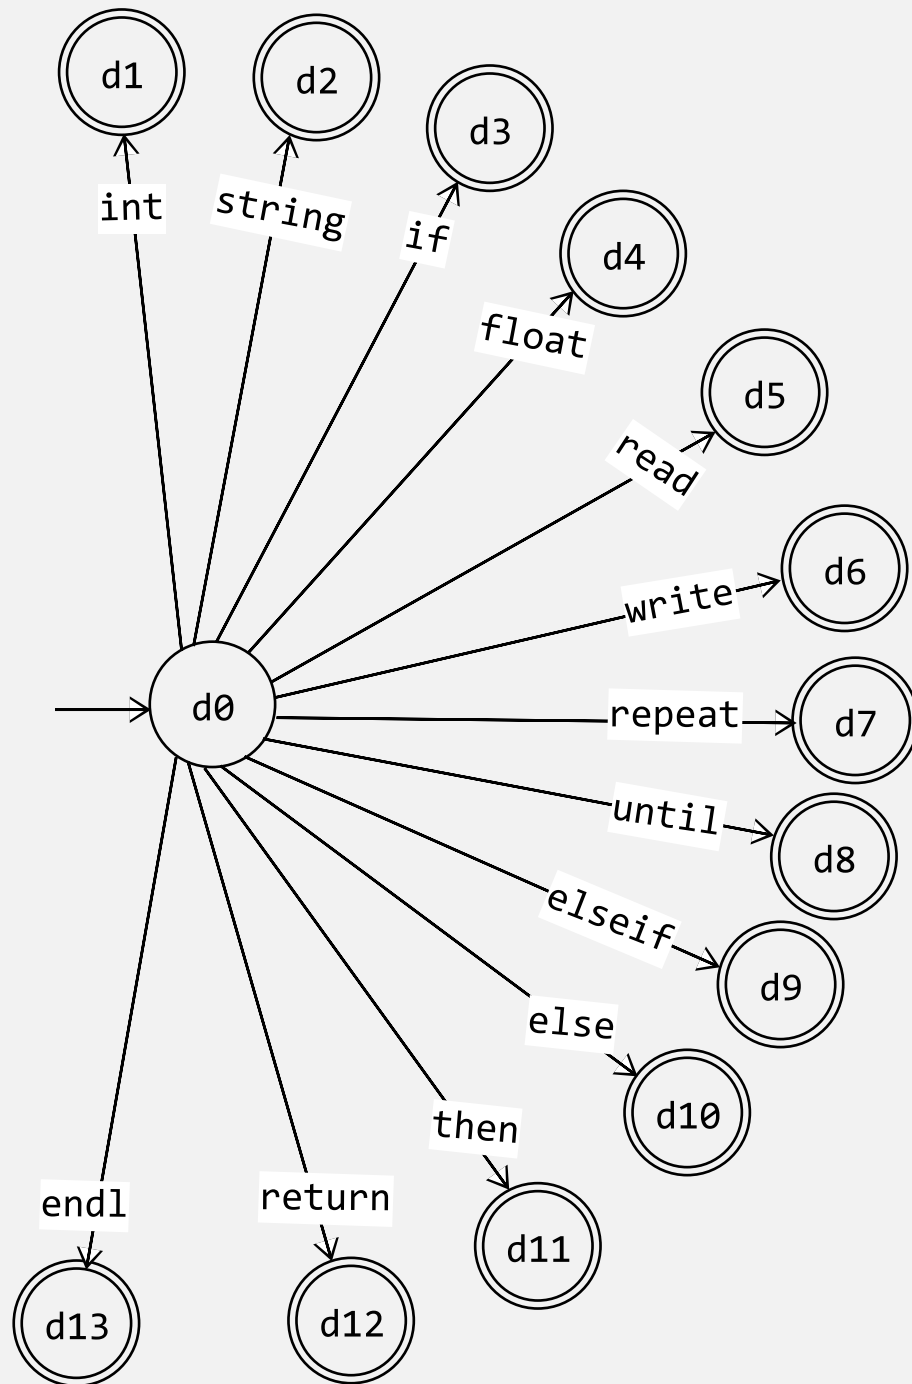 d1
d2
d3
int
string
if
d4
float
d5
read
d6
write
d0
repeat
d7
until
d8
elseif
d9
else
d10
then
d11
return
endl
d12
d13